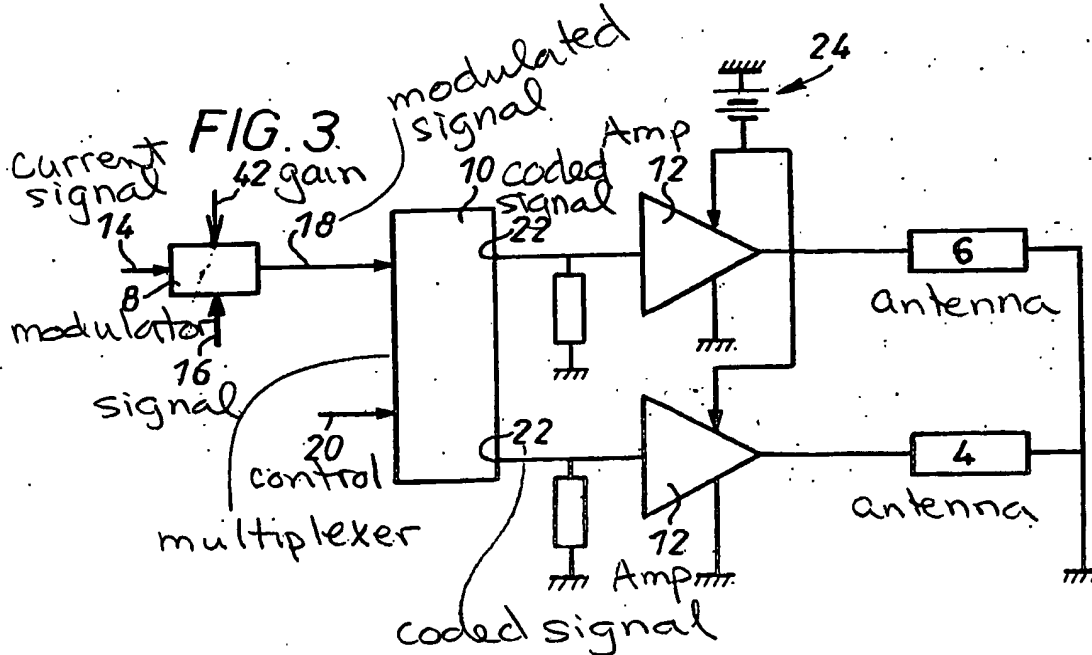 24
modulated
signal
FIG. 3
Amp
12
current
signal
42 gain
10 coded
signal
14
18
22
8
6
modulator
antenna
16
signal
20
22
control
4
multiplexer
12
antenna
Amp
coded signal